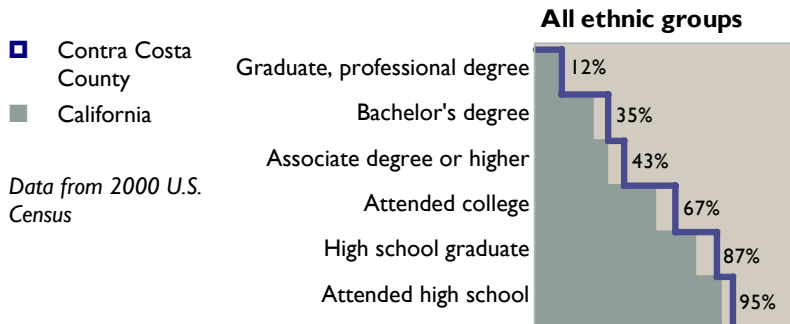 All ethnic groups
Contra Costa
County
California
Data from 2000 U.S.
Census
Graduate, professional degree 12%
Bachelor's degree 35%
Associate degree or higher 43%
Attended college 67%
High school graduate 87%
Attended high school 95%